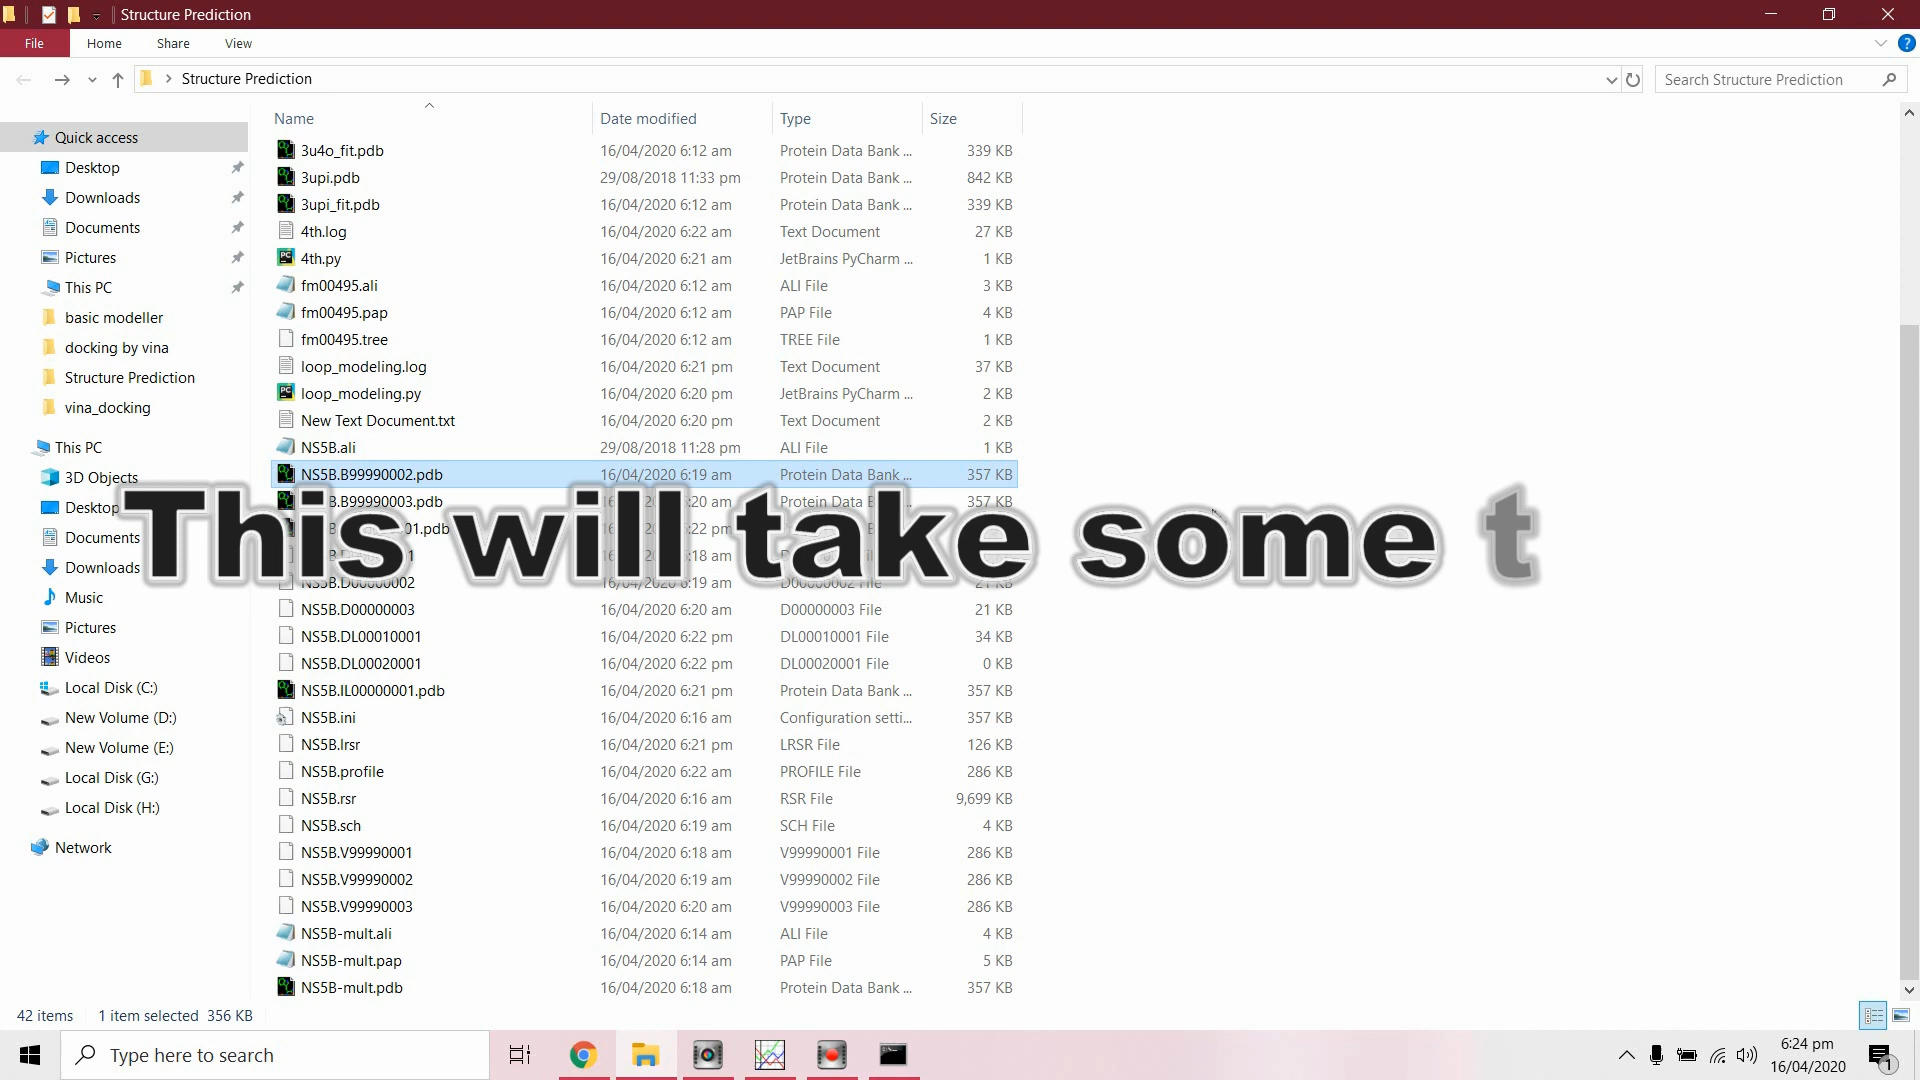 Structure Prediction
File Home Share View
Structure Prediction
Search Structure Prediction
Name Date modified Type Size
Quick access
Desktop
Downloads
Documents
Pictures
This PC
basic modeller
docking by vina
Structure Prediction
vina_docking
This PC
3D Objects
Desktop
Documents
Downloads
Music
Pictures
Videos
Local Disk (C:)
New Volume (D:)
New Volume (E:)
Local Disk (G:)
Local Disk (H:)
Network
3u4o_fit.pdb 16/04/2020 6:12 am Protein Data Bank ... 339 KB
3upi.pdb 29/08/2018 11:33 pm Protein Data Bank ... 842 KB
3upi_fit.pdb 16/04/2020 6:12 am Protein Data Bank ... 339 KB
4th.log 16/04/2020 6:22 am Text Document 27 KB
4th.py 16/04/2020 6:21 am JetBrains PyCharm ... 1 KB
fm00495.ali 16/04/2020 6:12 am ALI File 3 KB
fm00495.pap 16/04/2020 6:12 am PAP File 4 KB
fm00495.tree 16/04/2020 6:12 am TREE File 1 KB
loop_modeling.log 16/04/2020 6:21 pm Text Document 37 KB
loop_modeling.py 16/04/2020 6:20 pm JetBrains PyCharm ... 2 KB
New Text Document.txt 16/04/2020 6:20 pm Text Document 2 KB
NS5B.ali 29/08/2018 11:28 pm ALI File 1 KB
NS5B.B99990002.pdb 16/04/2020 6:19 am Protein Data Bank ... 357 KB
.B99990003.pdb 6:20 am Protein Data 357 KB
This will take some t
NS5B.D00000002 16/04/2020 6:19 am D00000002 File 21 KB
NS5B.D00000003 16/04/2020 6:20 am D00000003 File 21 KB
NS5B.DL00010001 16/04/2020 6:22 pm DL00010001 File 34 KB
NS5B.DL00020001 16/04/2020 6:22 pm DL00020001 File 0 KB
NS5B.IL00000001.pdb 16/04/2020 6:21 pm Protein Data Bank ... 357 KB
NS5B.ini 16/04/2020 6:16 am Configuration setti... 357 KB
NS5B.lrsr 16/04/2020 6:21 pm LRSR File 126 KB
NS5B.profile 16/04/2020 6:22 am PROFILE File 286 KB
NS5B.rsr 16/04/2020 6:16 am RSR File 9,699 KB
NS5B.sch 16/04/2020 6:19 am SCH File 4 KB
NS5B.V99990001 16/04/2020 6:18 am V99990001 File 286 KB
NS5B.V99990002 16/04/2020 6:19 am V99990002 File 286 KB
NS5B.V99990003 16/04/2020 6:20 am V99990003 File 286 KB
NS5B-mult.ali 16/04/2020 6:14 am ALI File 4 KB
NS5B-mult.pap 16/04/2020 6:14 am PAP File 5 KB
NS5B-mult.pdb 16/04/2020 6:18 am Protein Data Bank ... 357 KB
42 items 1 item selected 356 KB
Type here to search
6:24 pm
16/04/2020
1